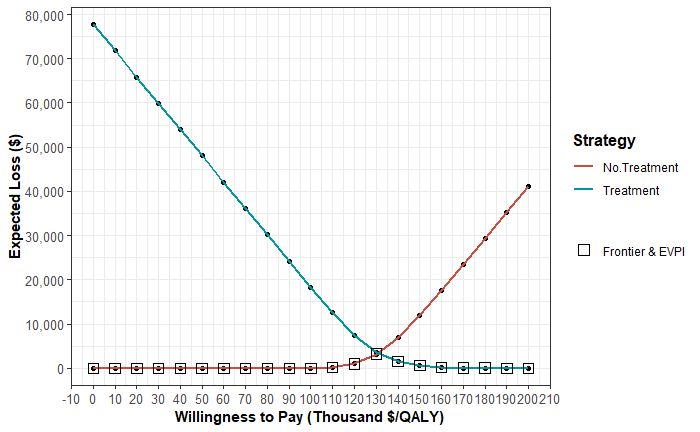 80,000
70,000
60,000
50,000
40,000
30,000
20,000
10,000
0
Expected Loss ($)
-10 0 10 20 30 40 50 60 70 80 90 100 110 120 130 140 150 160 170 180 190 200 210
Willingness to Pay (Thousand $/QALY)
Strategy
No.Treatment
Treatment
Frontier & EVPI